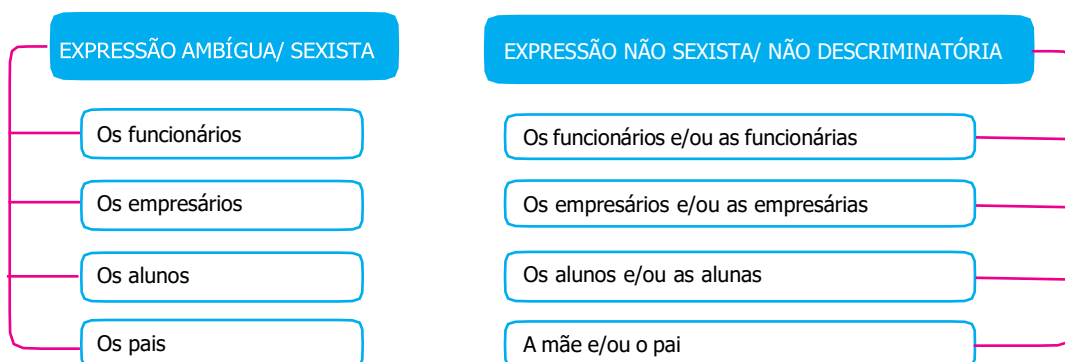 EXPRESSÃO AMBÍGUA/ SEXISTA
Os funcionários
Os empresários
Os alunos
Os pais
EXPRESSÃO NÃO SEXISTA/ NÃO DESCRIMINATÓRIA
Os funcionários e/ou as funcionárias
Os empresários e/ou as empresárias
Os alunos e/ou as alunas
A mãe e/ou o pai